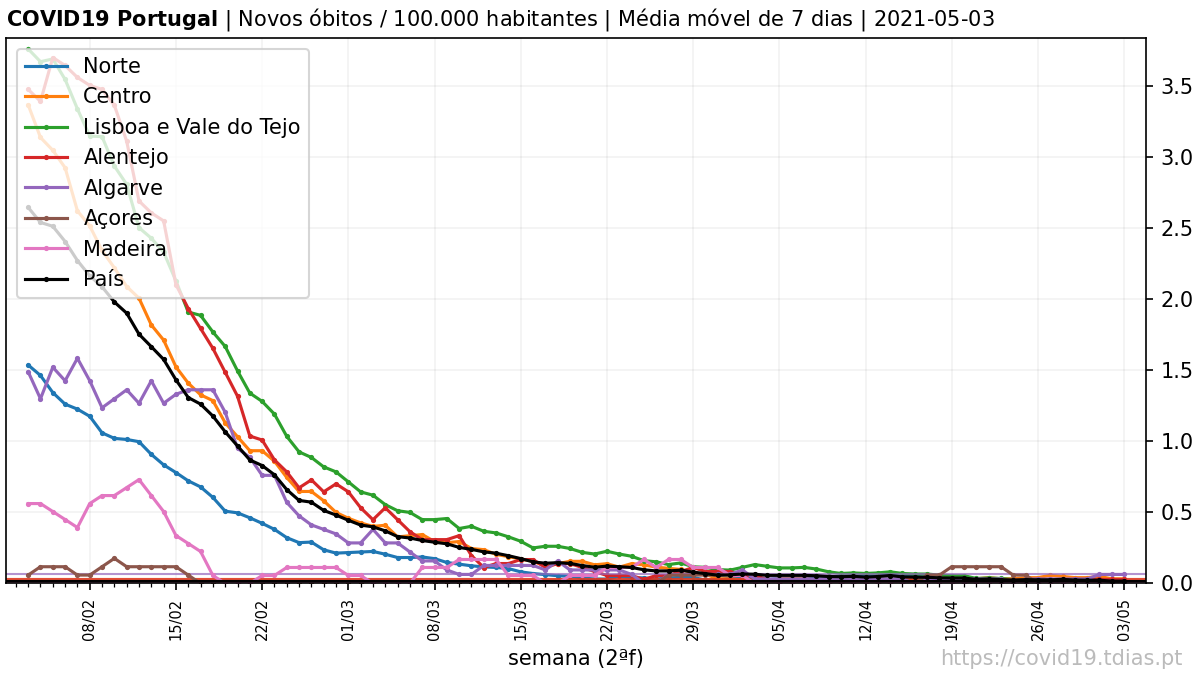 COVID19 Portugal | Novos óbitos / 100.000 habitantes | Média móvel de 7 dias | 2021-05-03
Norte
Centro
Lisboa e Vale do Tejo
Alentejo
Algarve
Açores
Madeira
País
3.5
3.0
2.5
2.0
1.5
1.0
0.5
0.0
08/02
15/02
22/02
01/03
08/03
15/03
22/03
29/03
05/04
12/04
19/04
26/04
03/05
semana (2ªf)
https://covid19.tdias.pt